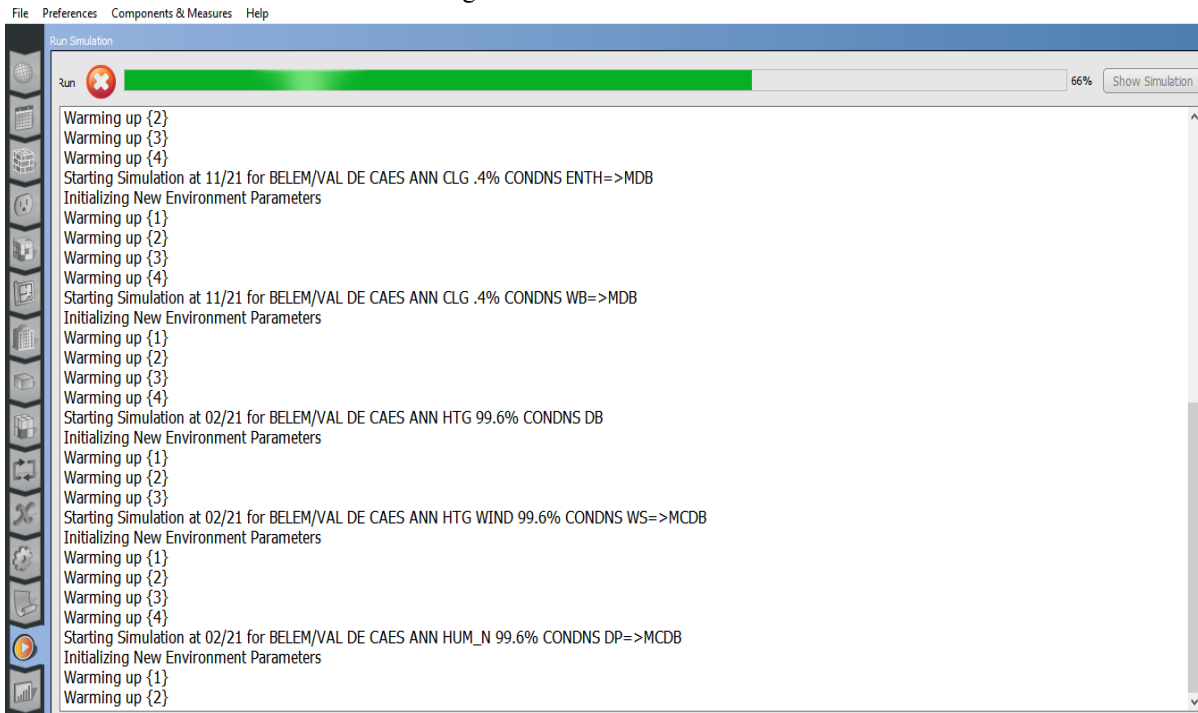 File Preferences Components & Measures Help
Run Simulation
Run 66% Show Simulation
Warming up {2}
Warming up {3}
Warming up {4}
Starting Simulation at 11/21 for BELEM/VAL DE CAES ANN CLG .4% CONDNS ENTH=>MDB
Initializing New Environment Parameters
Warming up {1}
Warming up {2}
Warming up {3}
Warming up {4}
Starting Simulation at 11/21 for BELEM/VAL DE CAES ANN CLG .4% CONDNS WB=>MDB
Initializing New Environment Parameters
Warming up {1}
Warming up {2}
Warming up {3}
Warming up {4}
Starting Simulation at 02/21 for BELEM/VAL DE CAES ANN HTG 99.6% CONDNS DB
Initializing New Environment Parameters
Warming up {1}
Warming up {2}
Warming up {3}
Starting Simulation at 02/21 for BELEM/VAL DE CAES ANN HTG WIND 99.6% CONDNS WS=>MCDB
Initializing New Environment Parameters
Warming up {1}
Warming up {2}
Warming up {3}
Warming up {4}
Starting Simulation at 02/21 for BELEM/VAL DE CAES ANN HUM_N 99.6% CONDNS DP=>MCDB
Initializing New Environment Parameters
Warming up {1}
Warming up {2}